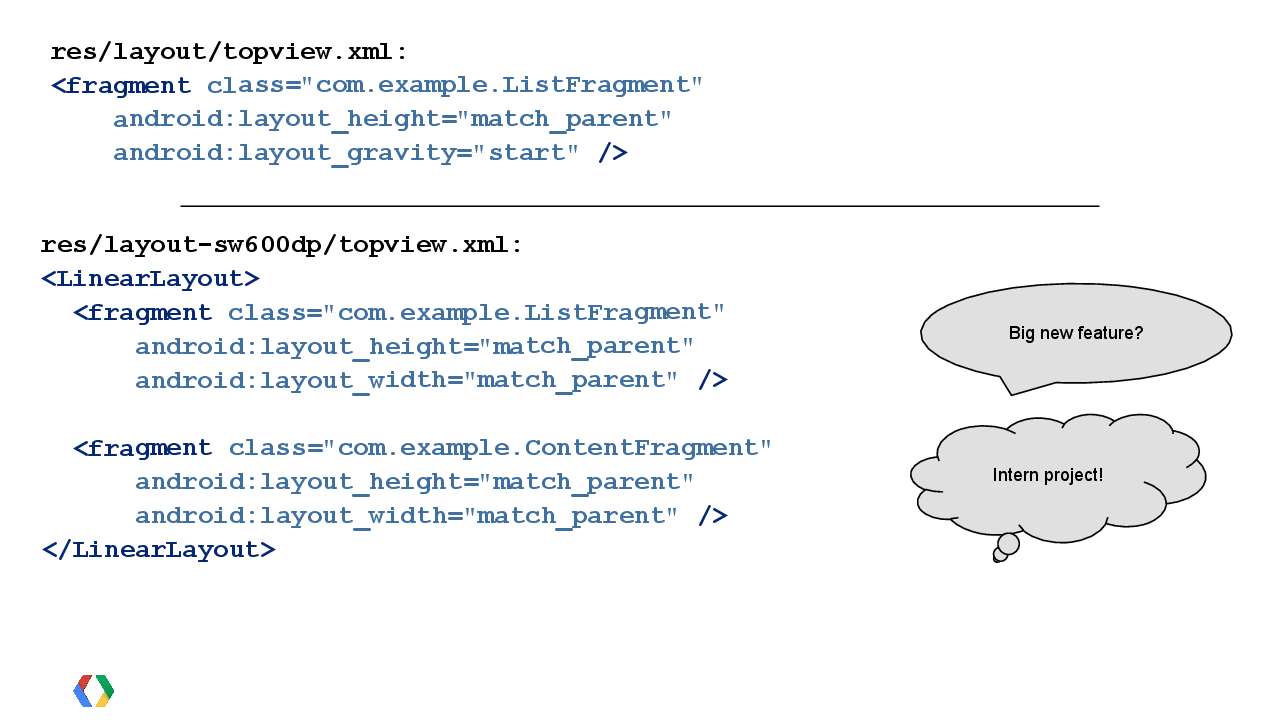 res/layout/topview.xml:
<fragment class="com.example.ListFragment"
    android:layout_height="match_parent"
    android:layout_gravity="start" />
res/layout-sw600dp/topview.xml:
<LinearLayout>
  <fragment class="com.example.ListFragment"
      android:layout_height="match_parent"
      android:layout_width="match_parent" />
  <fragment class="com.example.ContentFragment"
      android:layout_height="match_parent"
      android:layout_width="match_parent" />
</LinearLayout>
Big new feature?
Intern project!